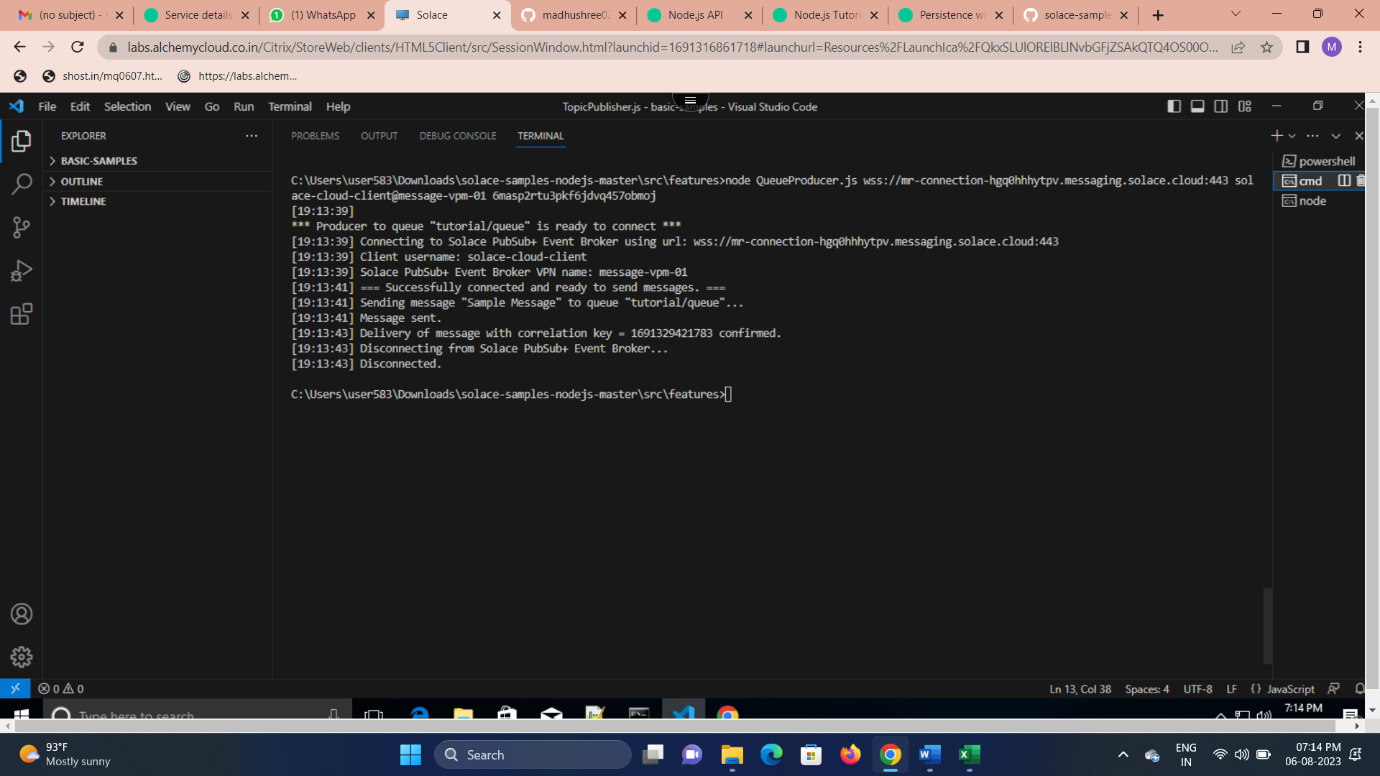 (no subject) -
Service details
(1) WhatsApp
Solace
madhushree02
Node.js API
Node.js Tutori
Persistence wi
solace-sample
labs.alchemycloud.co.in/Citrix/StoreWeb/clients/HTML5Client/src/SessionWindow.html?launchid=1691316861718#launchurl=Resources%2FLaunchIca%2FQkxSLUlORElBLlNvbGFjZSAkQTQ4OS00O...
M
shost.in/mq0607.ht...
https://labs.alchem...
File Edit Selection View Go Run Terminal Help
TopicPublisher.js - basic-samples - Visual Studio Code
EXPLORER
PROBLEMS OUTPUT DEBUG CONSOLE TERMINAL
BASIC-SAMPLES
OUTLINE
TIMELINE
powershell
cmd
node
C:\Users\user583\Downloads\solace-samples-nodejs-master\src\features>node QueueProducer.js wss://mr-connection-hgq0hhhytpv.messaging.solace.cloud:443 sol
ace-cloud-client@message-vpm-01 6masp2rtu3pkf6jdvq457obmoj
[19:13:39]
*** Producer to queue "tutorial/queue" is ready to connect ***
[19:13:39] Connecting to Solace PubSub+ Event Broker using url: wss://mr-connection-hgq0hhhytpv.messaging.solace.cloud:443
[19:13:39] Client username: solace-cloud-client
[19:13:39] Solace PubSub+ Event Broker VPN name: message-vpm-01
[19:13:41] === Successfully connected and ready to send messages. ===
[19:13:41] Sending message "Sample Message" to queue "tutorial/queue"...
[19:13:41] Message sent.
[19:13:43] Delivery of message with correlation key = 1691329421783 confirmed.
[19:13:43] Disconnecting from Solace PubSub+ Event Broker...
[19:13:43] Disconnected.
C:\Users\user583\Downloads\solace-samples-nodejs-master\src\features>
0 0
Ln 13, Col 38 Spaces: 4 UTF-8 LF {} JavaScript
Type here to search
7:14 PM
93°F
Mostly sunny
Search
ENG
IN
07:14 PM
06-08-2023